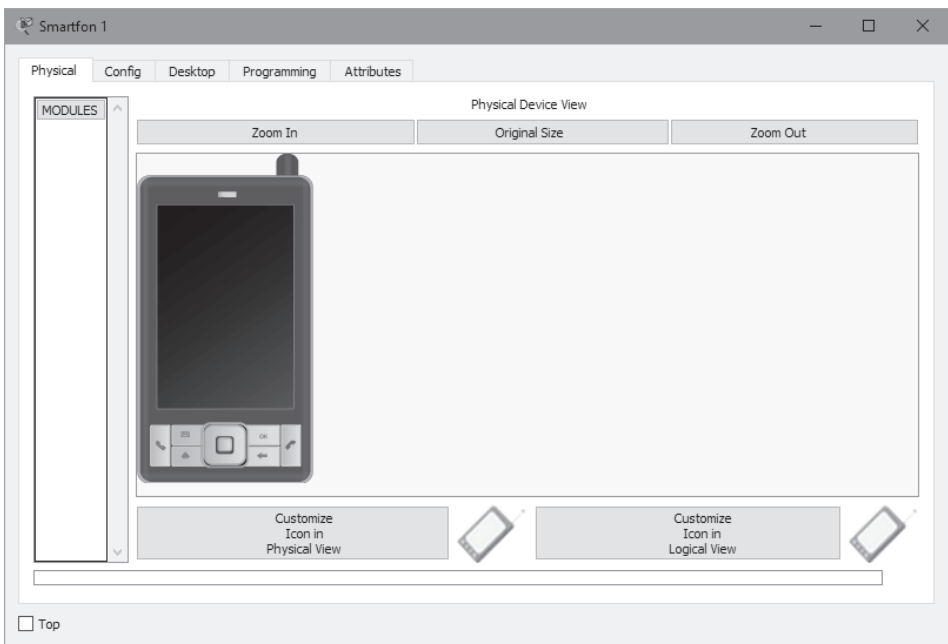 Smartfon 1
Physical Config Desktop Programming Attributes
MODULES
Physical Device View
Zoom In Original Size Zoom Out
OK
Customize
Icon in
Physical View
Customize
Icon in
Logical View
Top